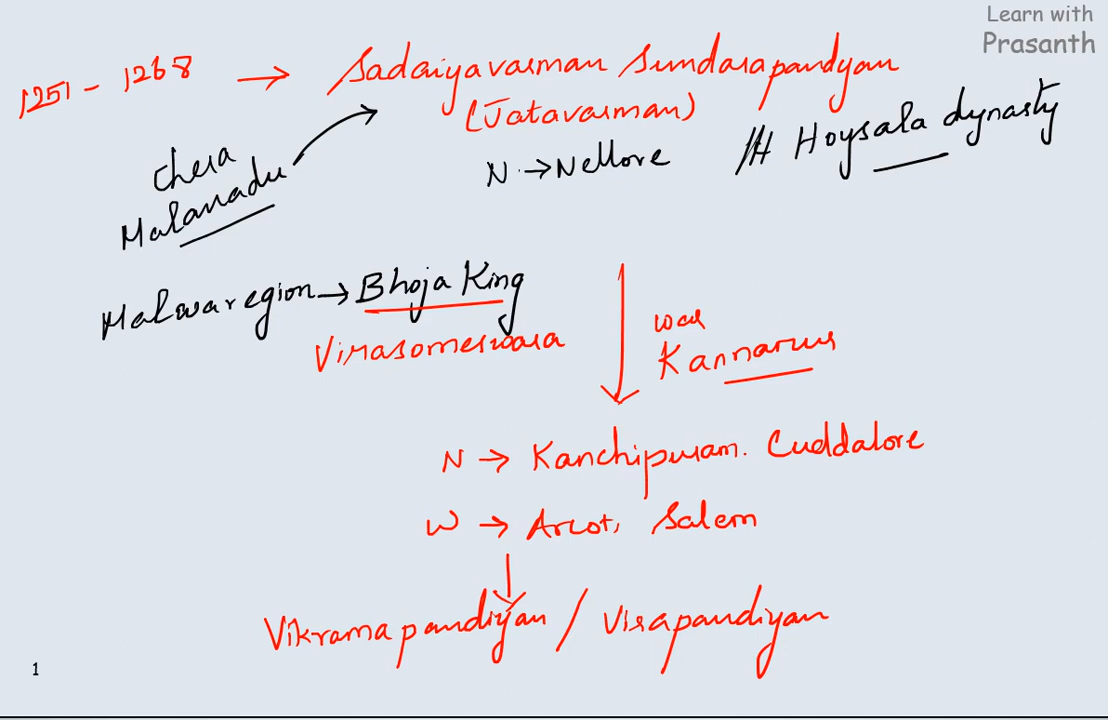 Learn with
Prasanth
1251 - 1268 → Sadaiyavarman Sundarapandyan
(Jatavarman)
Chera
Malanadu
N → Nellore
Hoysala dynasty
Malwa region → Bhoja King
Virasomeswara
war
Kannanur
N → Kanchipuram. Cuddalore
W → Arcot, Salem
Vikramapandiyan / Virapandiyan
1